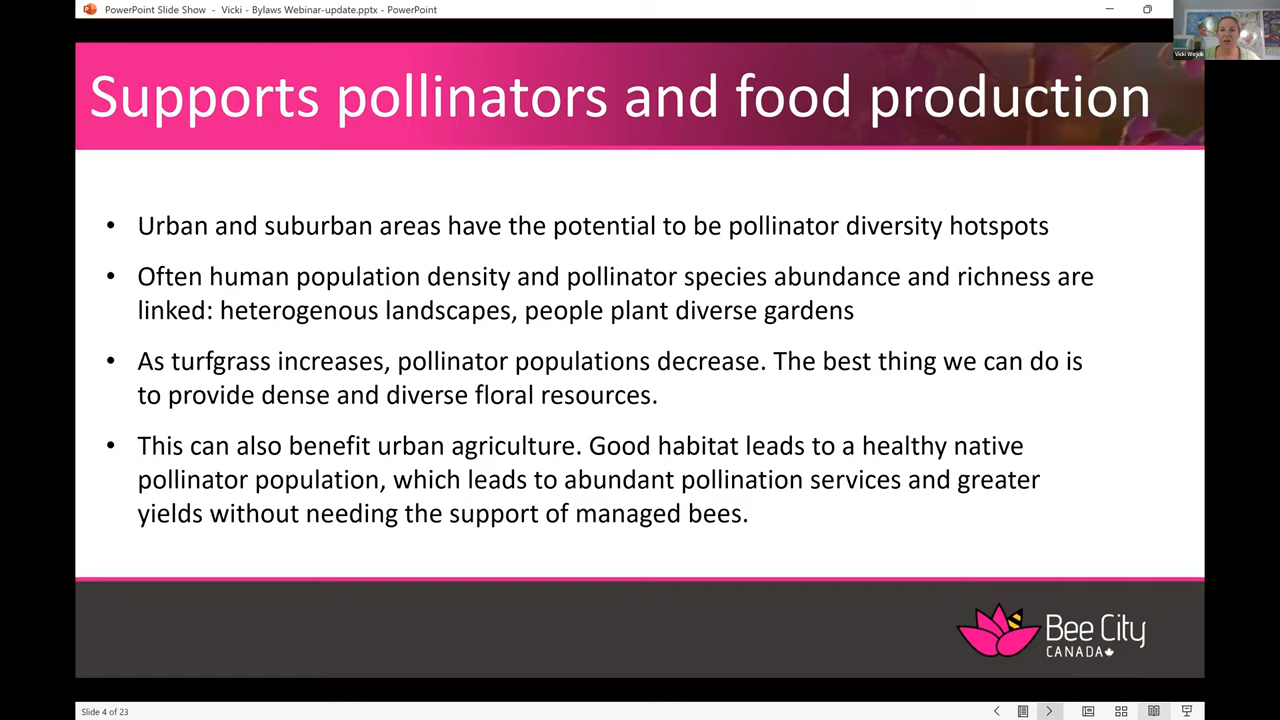 PowerPoint Slide Show - Vicki - Bylaws Webinar-update.pptx - PowerPoint
Supports pollinators and food production
• Urban and suburban areas have the potential to be pollinator diversity hotspots
• Often human population density and pollinator species abundance and richness are
linked: heterogenous landscapes, people plant diverse gardens
• As turfgrass increases, pollinator populations decrease. The best thing we can do is
to provide dense and diverse floral resources.
• This can also benefit urban agriculture. Good habitat leads to a healthy native
pollinator population, which leads to abundant pollination services and greater
yields without needing the support of managed bees.
Bee City
CANADA
Slide 4 of 23